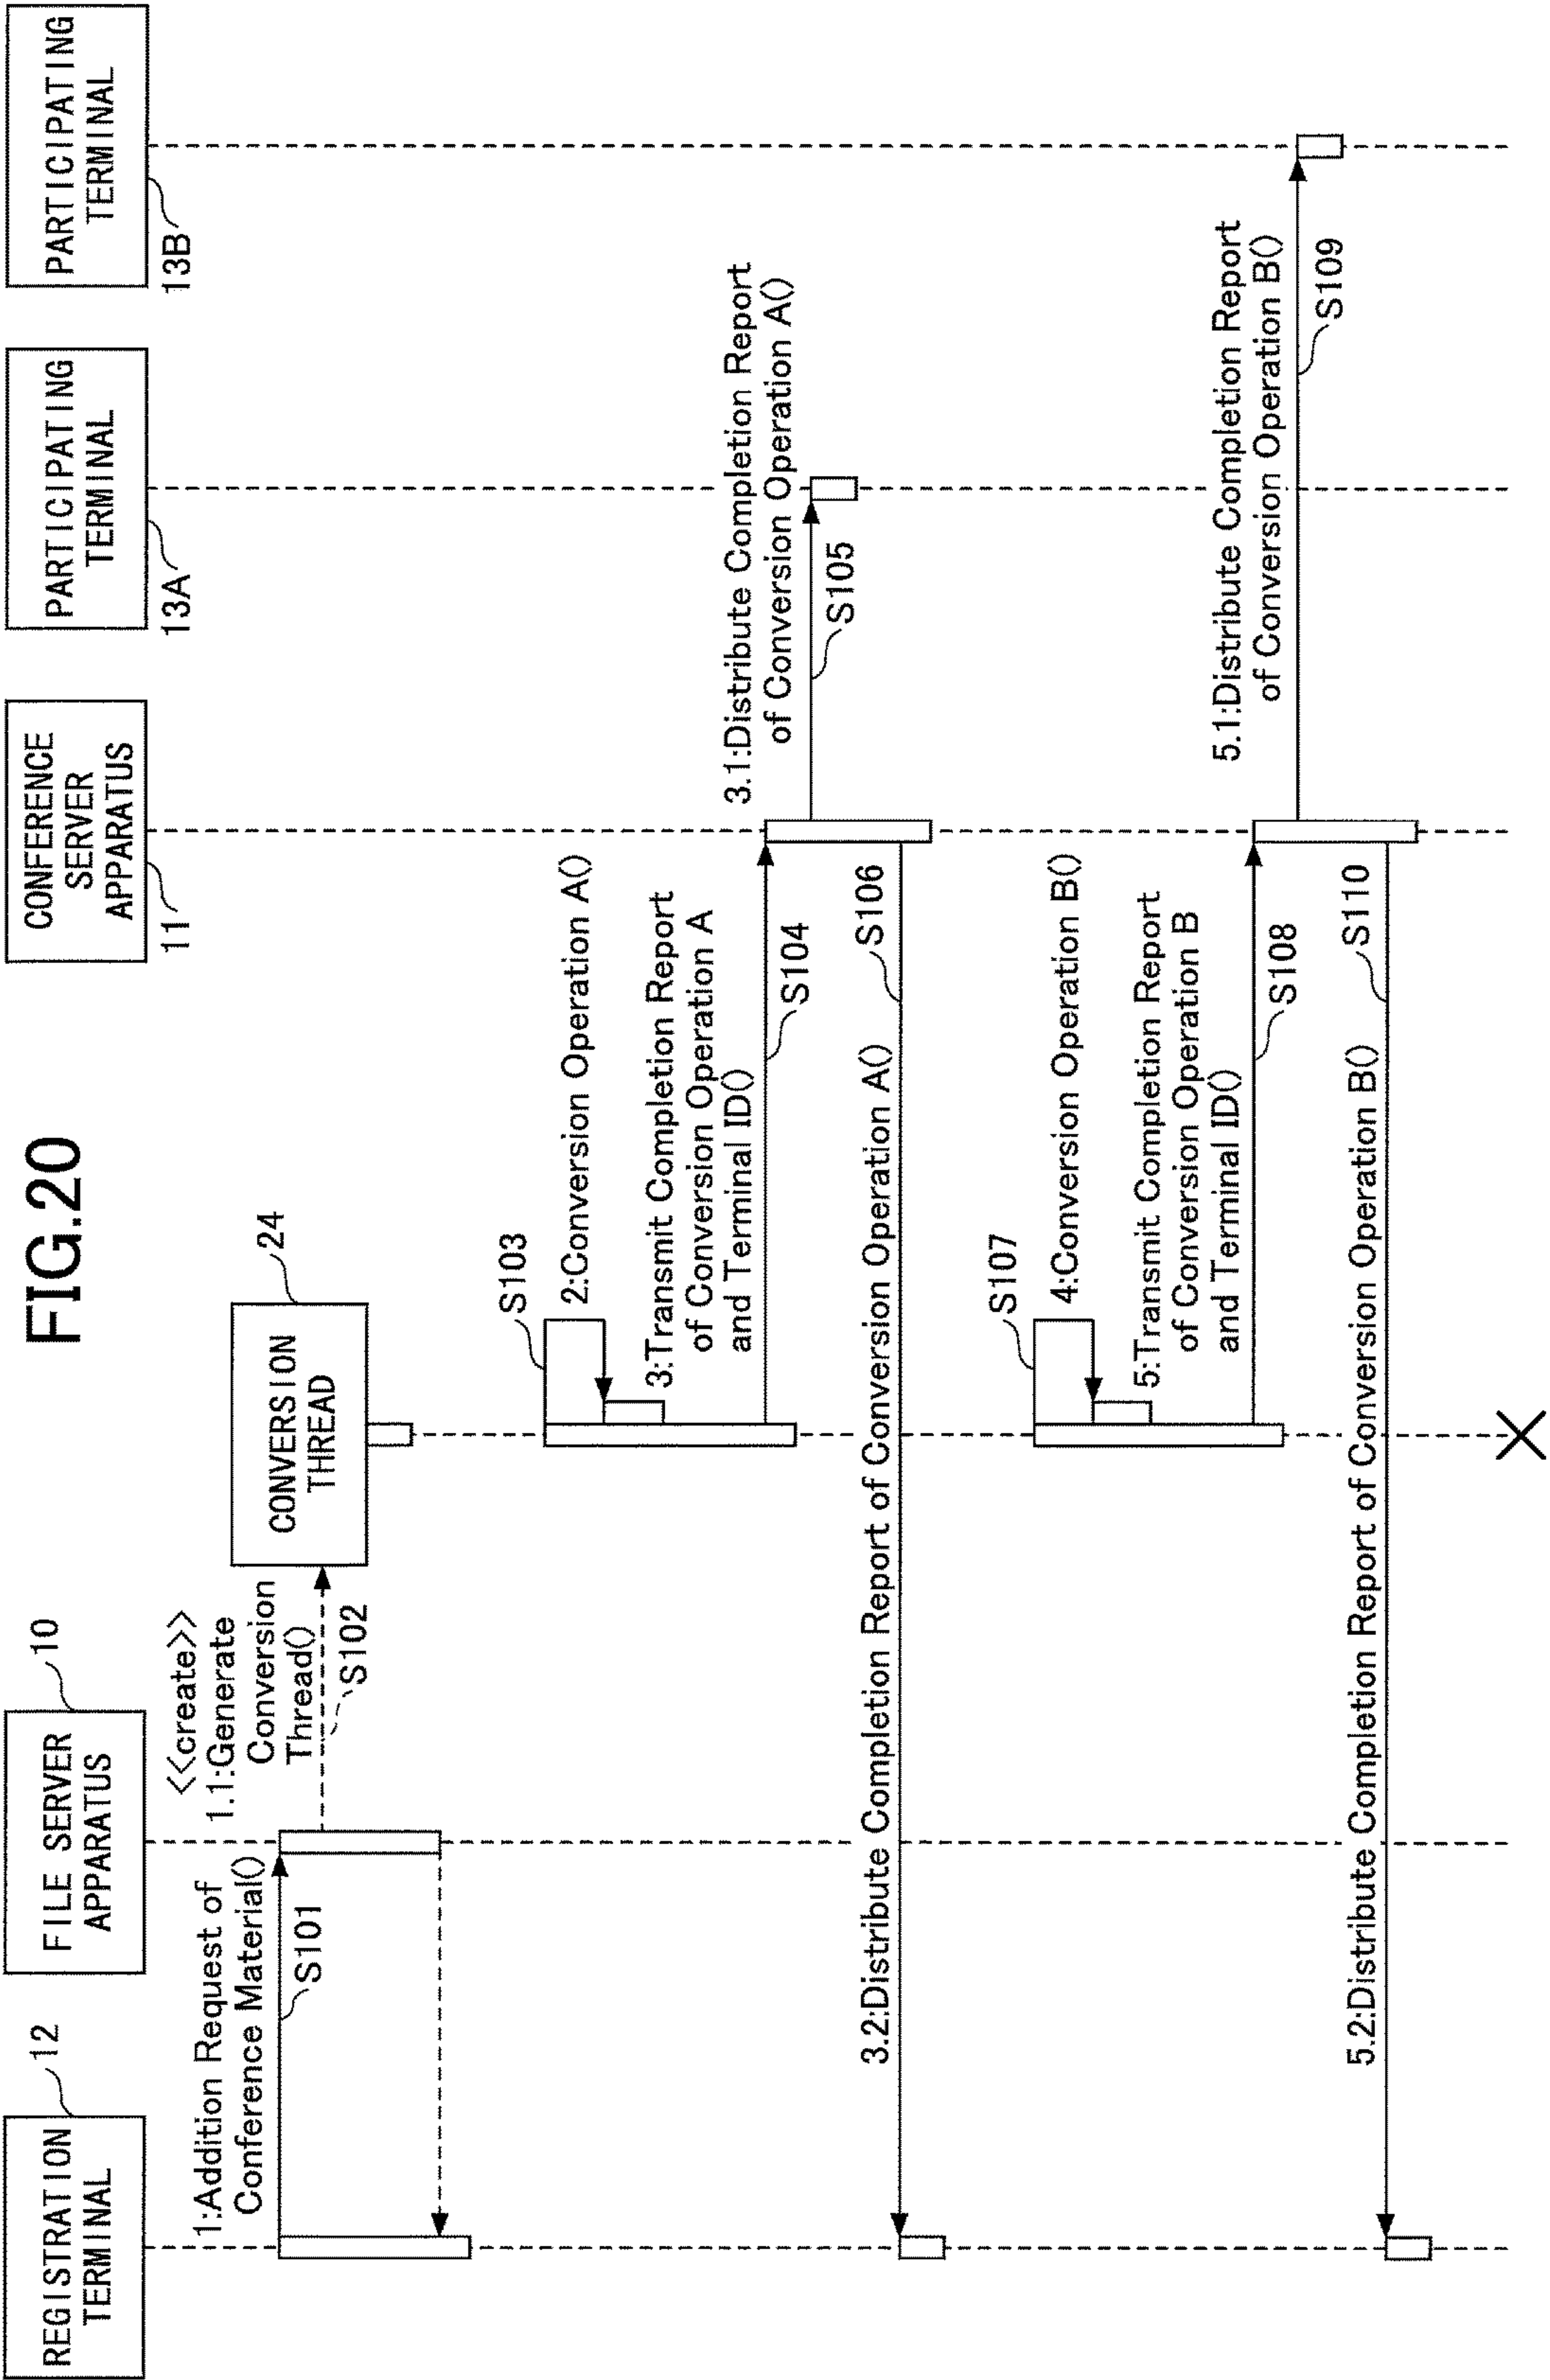 FIG.20
REGISTRATION
TERMINAL
12
FILE SERVER
APPARATUS
10
CONVERSION
THREAD
24
CONFERENCE
SERVER
APPARATUS
11
PARTICIPATING
TERMINAL
13A
PARTICIPATING
TERMINAL
13B
1:Addition Request of
Conference Material()
S101
<<create>>
1.1:Generate
Conversion
Thread()
S102
S103
2:Conversion Operation A()
3:Transmit Completion Report
of Conversion Operation A
and Terminal ID()
S104
3.1:Distribute Completion Report
of Conversion Operation A()
S105
3.2:Distribute Completion Report of Conversion Operation A()
S106
S107
4:Conversion Operation B()
5:Transmit Completion Report
of Conversion Operation B
and Terminal ID()
S108
5.1:Distribute Completion Report
of Conversion Operation B()
S109
5.2:Distribute Completion Report of Conversion Operation B()
S110